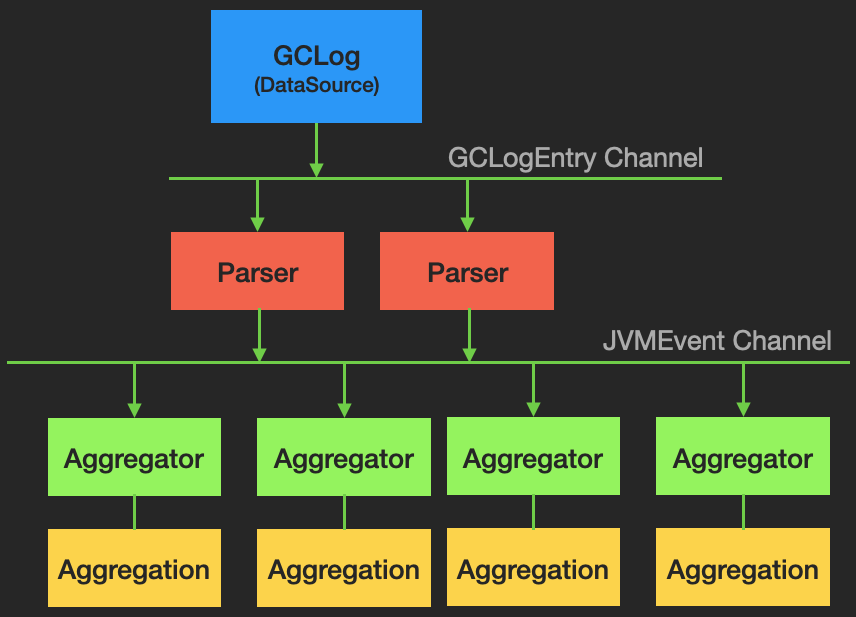 GCLog
(DataSource)
GCLogEntry Channel
Parser
Parser
JVMEvent Channel
Aggregator
Aggregator
Aggregator
Aggregator
Aggregation
Aggregation
Aggregation
Aggregation